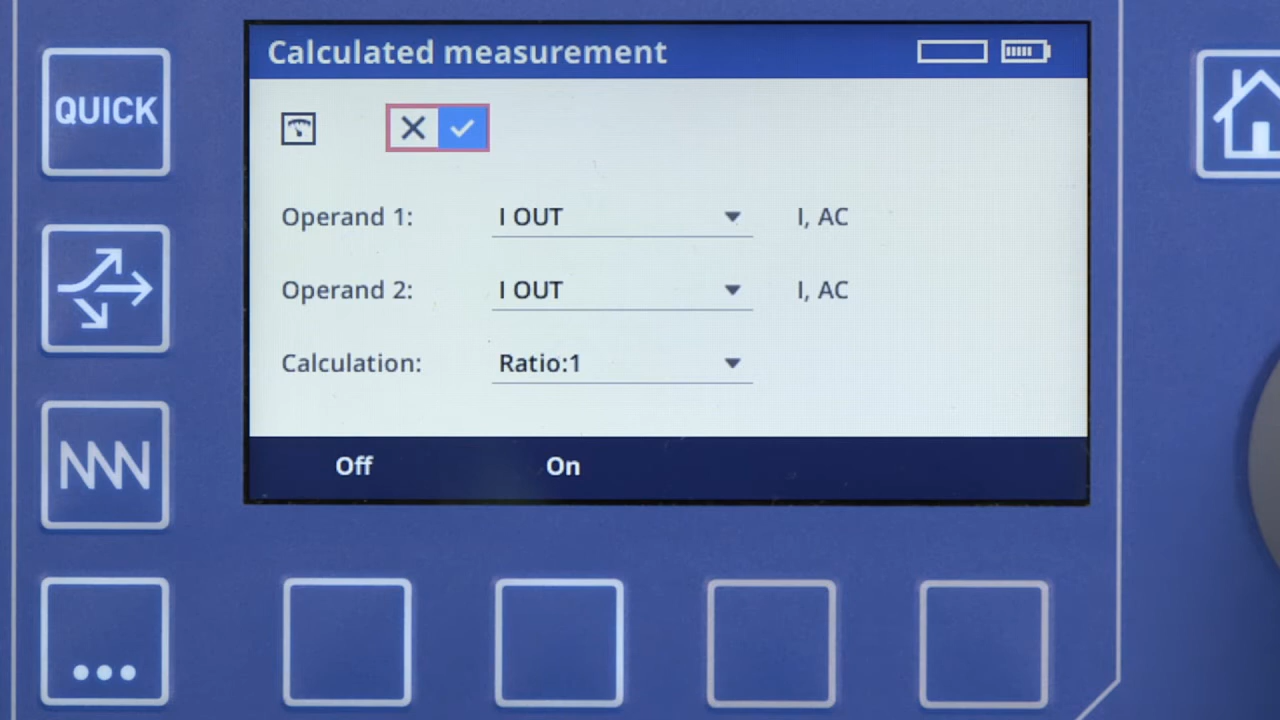 Calculated measurement
QUICK
Operand 1: I OUT I, AC
Operand 2: I OUT I, AC
Calculation: Ratio:1
Off On